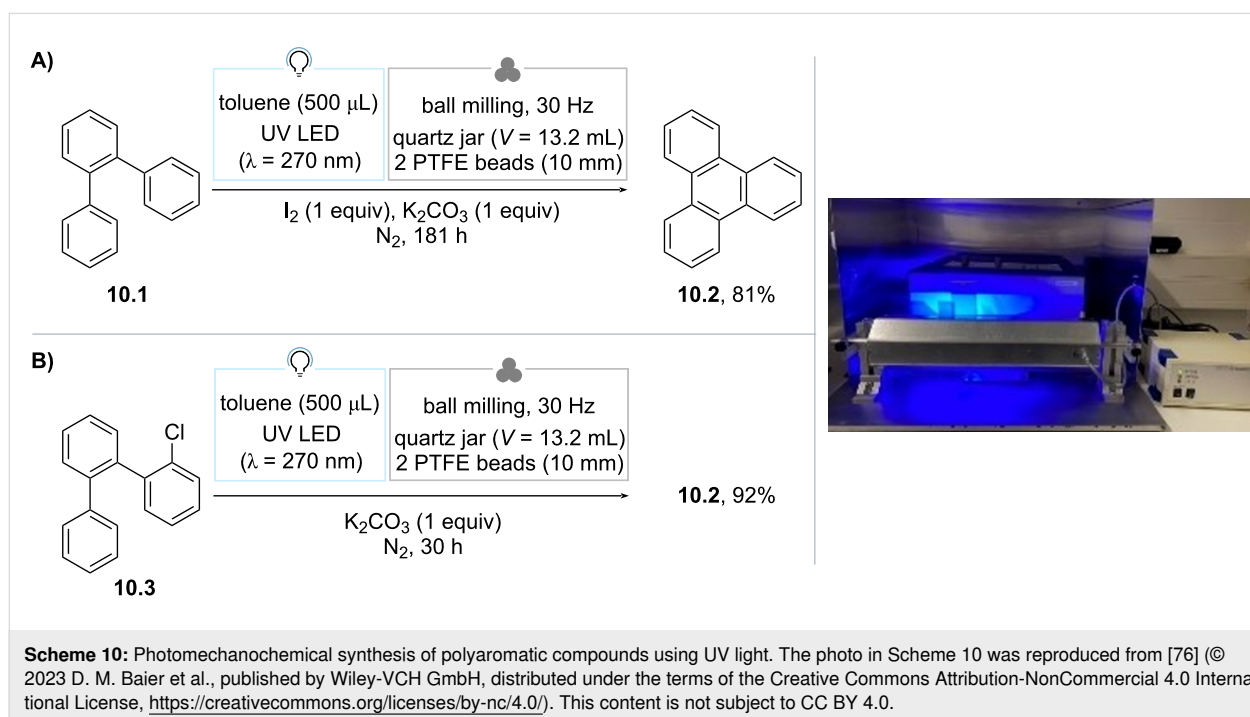 A)
toluene (500 μL)
UV LED
(λ = 270 nm)
ball milling, 30 Hz
quartz jar (V = 13.2 mL)
2 PTFE beads (10 mm)
I₂ (1 equiv), K₂CO₃ (1 equiv)
N₂, 181 h
10.1
10.2, 81%
B)
toluene (500 μL)
UV LED
(λ = 270 nm)
ball milling, 30 Hz
quartz jar (V = 13.2 mL)
2 PTFE beads (10 mm)
Cl
K₂CO₃ (1 equiv)
N₂, 30 h
10.3
10.2, 92%
Scheme 10: Photomechanochemical synthesis of polyaromatic compounds using UV light. The photo in Scheme 10 was reproduced from [76] (©
2023 D. M. Baier et al., published by Wiley-VCH GmbH, distributed under the terms of the Creative Commons Attribution-NonCommercial 4.0 Interna-
tional License, https://creativecommons.org/licenses/by-nc/4.0/). This content is not subject to CC BY 4.0.